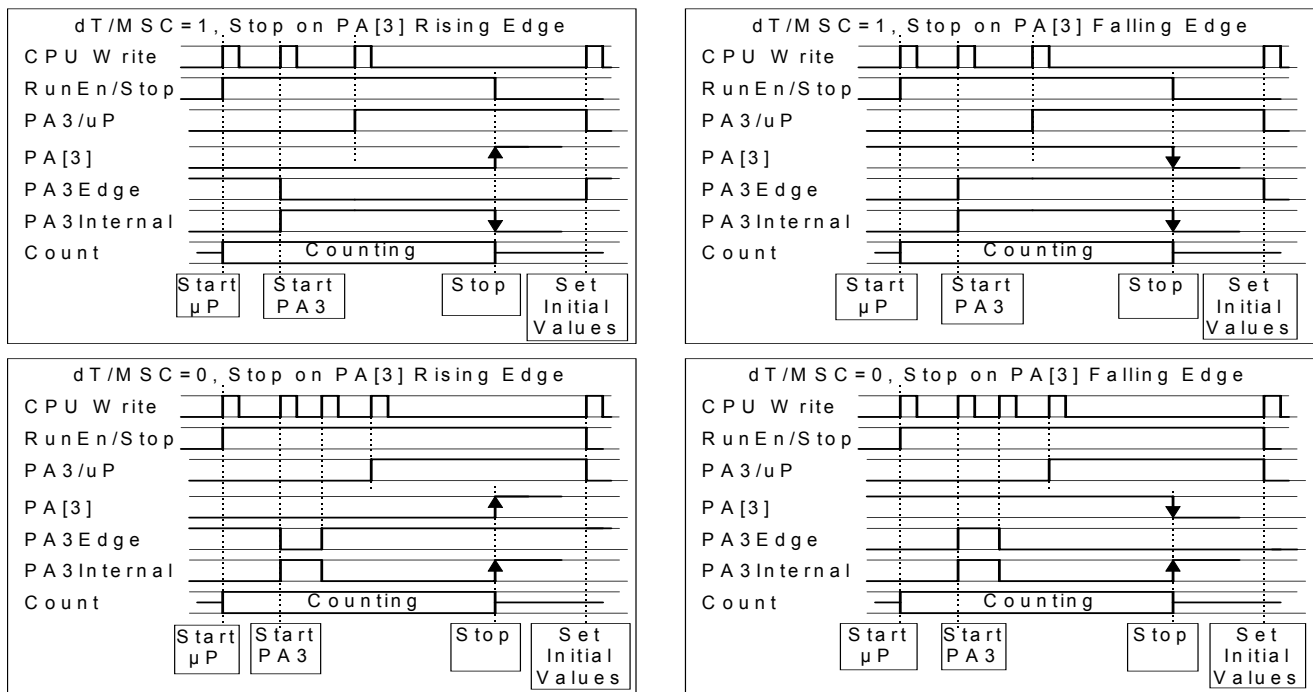 dT/MSC=1, Stop on PA[3] Rising Edge
CPU Write
RunEn/Stop
PA3/uP
PA[3]
PA3Edge
PA3Internal
Count
Counting
Start
µP
Start
PA3
Stop
Set
Initial
Values
dT/MSC=1, Stop on PA[3] Falling Edge
CPU Write
RunEn/Stop
PA3/uP
PA[3]
PA3Edge
PA3Internal
Count
Counting
Start
µP
Start
PA3
Stop
Set
Initial
Values
dT/MSC=0, Stop on PA[3] Rising Edge
CPU Write
RunEn/Stop
PA3/uP
PA[3]
PA3Edge
PA3Internal
Count
Counting
Start
µP
Start
PA3
Stop
Set
Initial
Values
dT/MSC=0, Stop on PA[3] Falling Edge
CPU Write
RunEn/Stop
PA3/uP
PA[3]
PA3Edge
PA3Internal
Count
Counting
Start
µP
Start
PA3
Stop
Set
Initial
Values